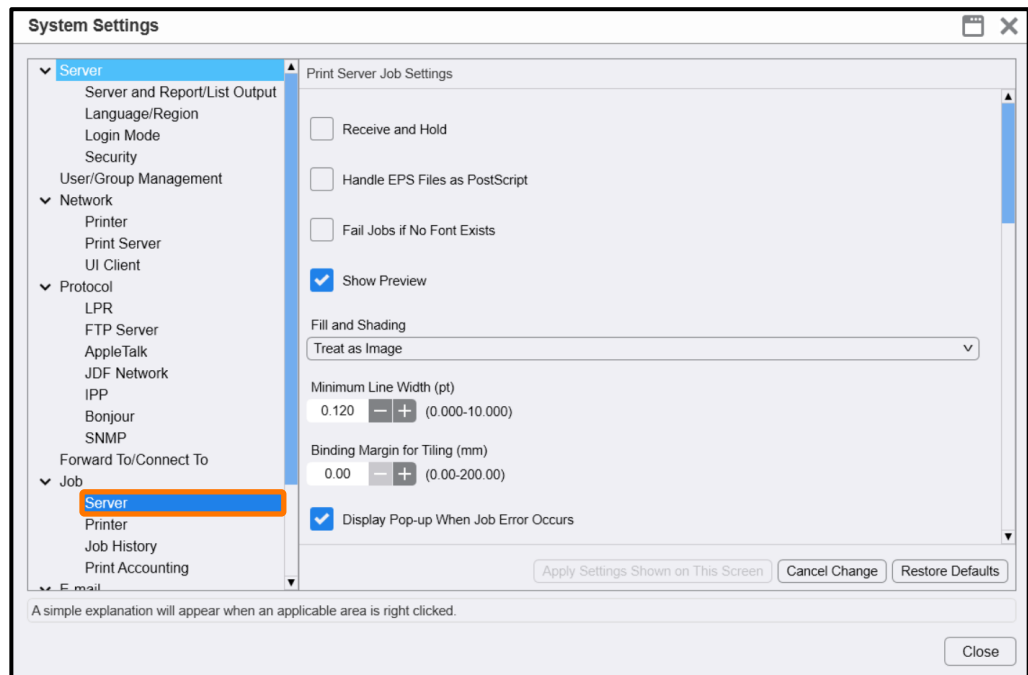 System Settings
Server
Server and Report/List Output
Language/Region
Login Mode
Security
User/Group Management
Network
Printer
Print Server
UI Client
Protocol
LPR
FTP Server
AppleTalk
JDF Network
IPP
Bonjour
SNMP
Forward To/Connect To
Job
Server
Printer
Job History
Print Accounting
E-mail
Print Server Job Settings
Receive and Hold
Handle EPS Files as PostScript
Fail Jobs if No Font Exists
Show Preview
Fill and Shading
Treat as Image
Minimum Line Width (pt)
0.120 (0.000-10.000)
Binding Margin for Tiling (mm)
0.00 (0.00-200.00)
Display Pop-up When Job Error Occurs
Apply Settings Shown on This Screen Cancel Change Restore Defaults
A simple explanation will appear when an applicable area is right clicked.
Close